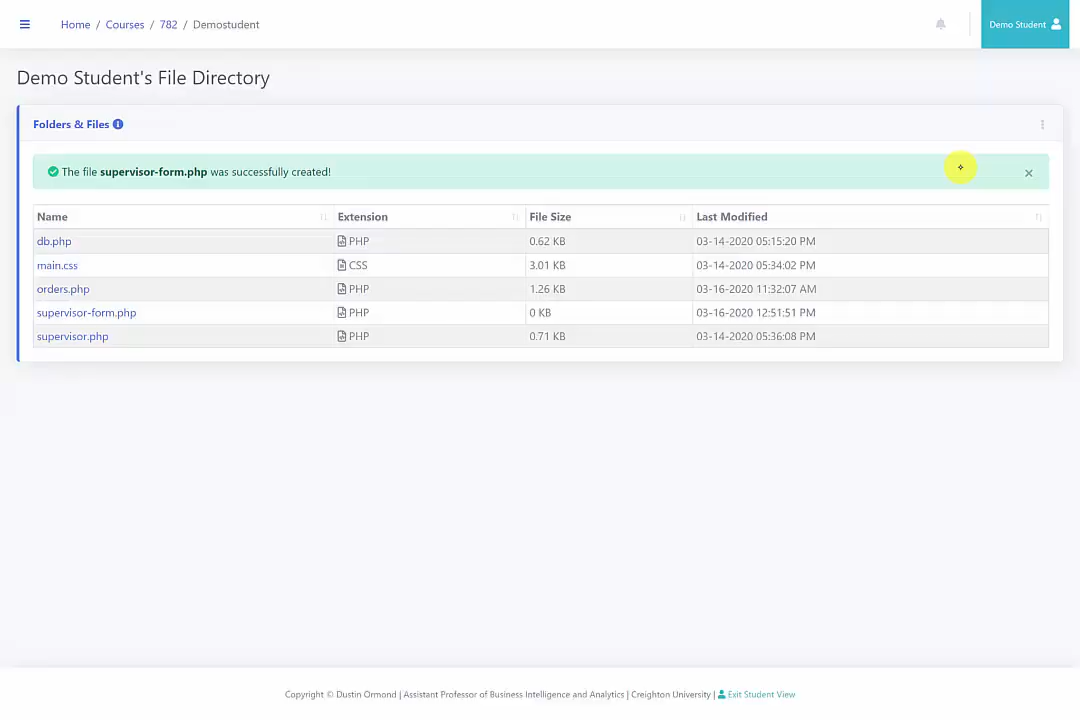 Home / Courses / 782 / Demostudent
Demo Student
Demo Student's File Directory
Folders & Files
The file supervisor-form.php was successfully created!
Name Extension File Size Last Modified
db.php PHP 0.62 KB 03-14-2020 05:15:20 PM
main.css CSS 3.01 KB 03-14-2020 05:34:02 PM
orders.php PHP 1.26 KB 03-16-2020 11:32:07 AM
supervisor-form.php PHP 0 KB 03-16-2020 12:51:51 PM
supervisor.php PHP 0.71 KB 03-14-2020 05:36:08 PM
Copyright © Dustin Ormond | Assistant Professor of Business Intelligence and Analytics | Creighton University | Exit Student View